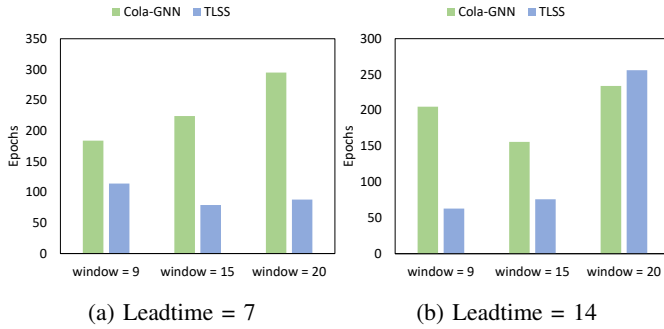 Cola-GNN TLSS
350
300
250
200
150
100
50
0
Epochs
window = 9 window = 15 window = 20
(a) Leadtime = 7
Cola-GNN TLSS
300
250
200
150
100
50
0
Epochs
window = 9 window = 15 window = 20
(b) Leadtime = 14